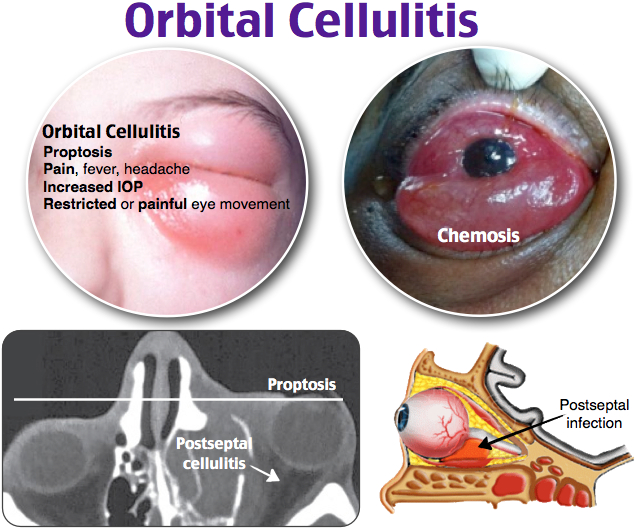 Orbital Cellulitis
Orbital Cellulitis
Proptosis
Pain, fever, headache
Increased IOP
Restricted or painful eye movement
Chemosis
Proptosis
Postseptal
cellulitis
Postseptal
infection